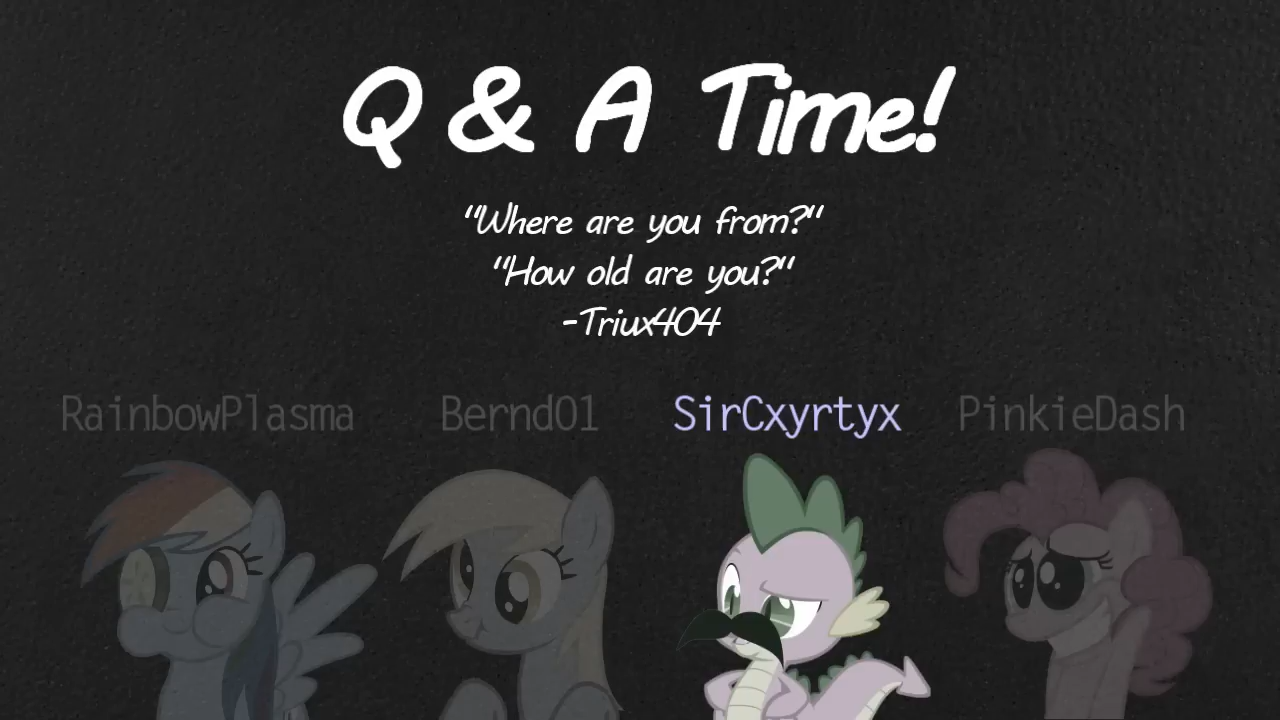 Q & A Time!
"Where are you from?"
"How old are you?"
-Triux404
RainbowPlasma Bernd01 SirCxyrtyx PinkieDash